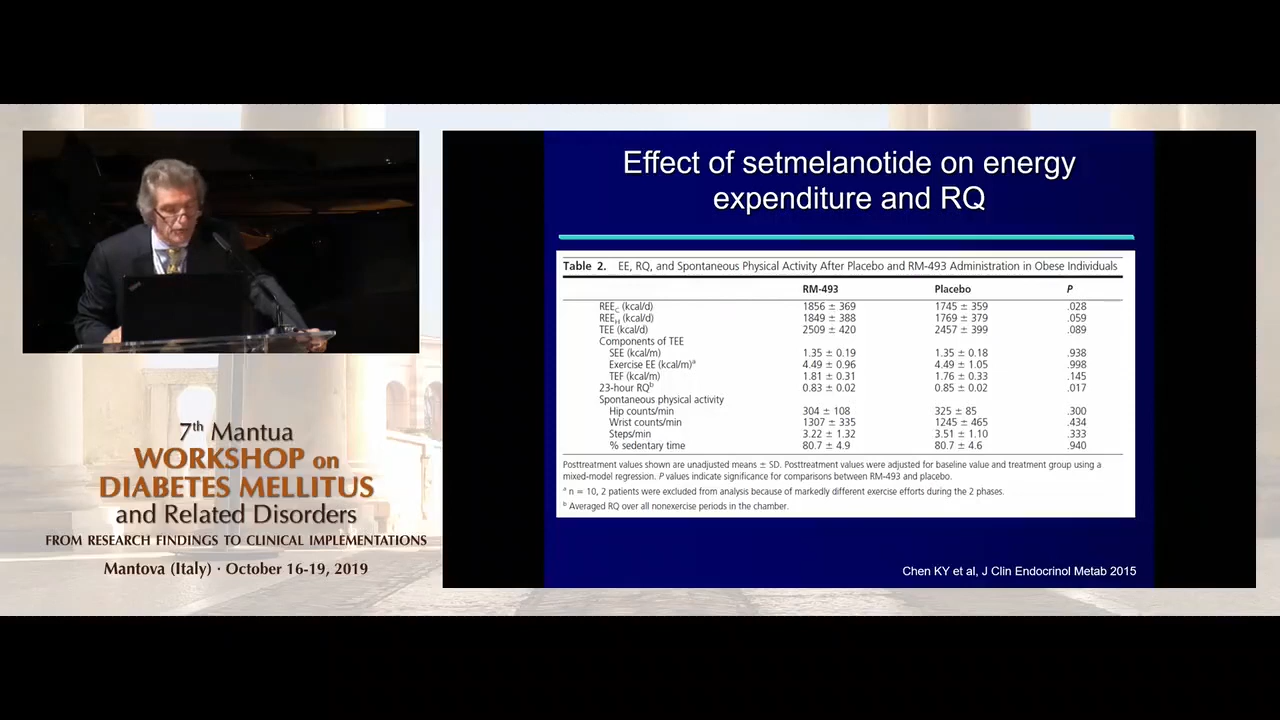 Effect of setmelanotide on energy
expenditure and RQ
Table 2. EE, RQ, and Spontaneous Physical Activity After Placebo and RM-493 Administration in Obese Individuals
RM-493 Placebo P
REE_C (kcal/d) 1856 ± 369 1745 ± 359 .028
REE_H (kcal/d) 1849 ± 388 1769 ± 379 .059
TEE (kcal/d) 2509 ± 420 2457 ± 399 .089
Components of TEE
SEE (kcal/m) 1.35 ± 0.19 1.35 ± 0.18 .938
Exercise EE (kcal/m)ᵃ 4.49 ± 0.96 4.49 ± 1.05 .998
TEF (kcal/m) 1.81 ± 0.31 1.76 ± 0.33 .145
23-hour RQᵇ 0.83 ± 0.02 0.85 ± 0.02 .017
Spontaneous physical activity
Hip counts/min 304 ± 108 325 ± 85 .300
Wrist counts/min 1307 ± 335 1245 ± 465 .434
Steps/min 3.22 ± 1.32 3.51 ± 1.10 .333
% sedentary time 80.7 ± 4.9 80.7 ± 4.6 .940
Posttreatment values shown are unadjusted means ± SD. Posttreatment values were adjusted for baseline value and treatment group using a
mixed-model regression. P values indicate significance for comparisons between RM-493 and placebo.
ᵃ n = 10, 2 patients were excluded from analysis because of markedly different exercise efforts during the 2 phases.
ᵇ Averaged RQ over all nonexercise periods in the chamber.
Chen KY et al, J Clin Endocrinol Metab 2015
7th Mantua
WORKSHOP on
DIABETES MELLITUS
and Related Disorders
FROM RESEARCH FINDINGS TO CLINICAL IMPLEMENTATIONS
Mantova (Italy) · October 16-19, 2019